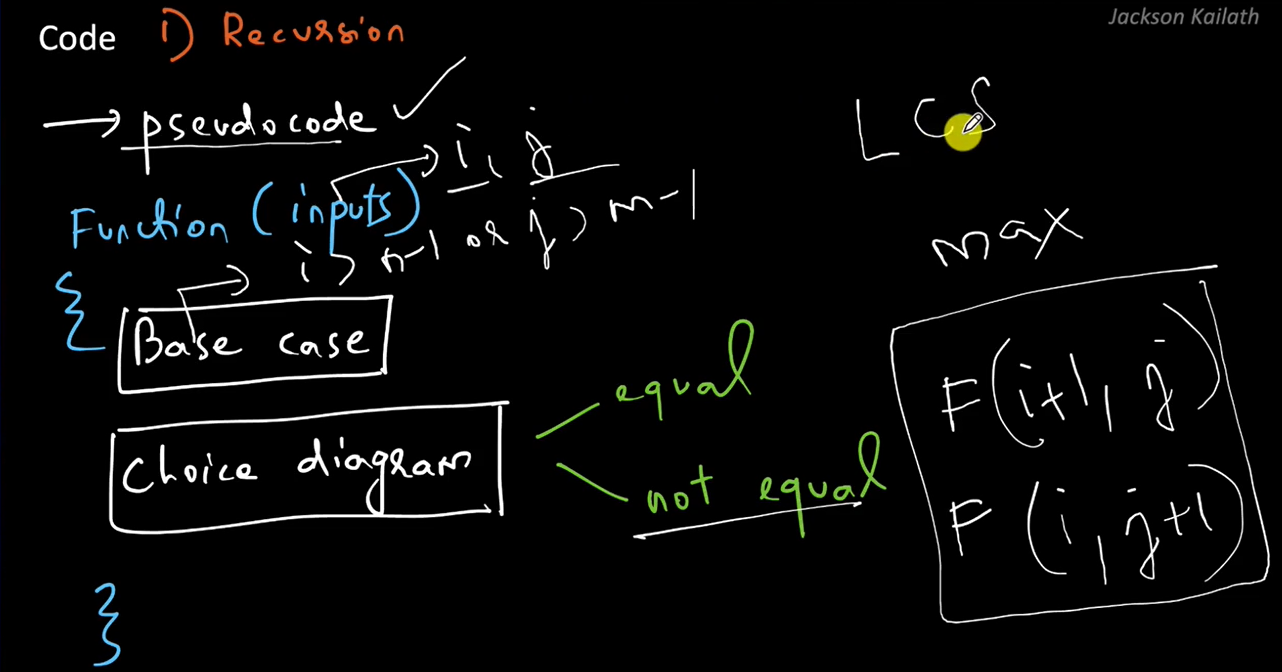 Code 1) Recursion
Jackson Kailath
→ pseudocode ✓
LCS
i, j
Function (inputs)
i > n-1 or j > m-1
max
{
Base case
F(i+1, j)
equal
Choice diagram
not equal
F(i, j+1)
}